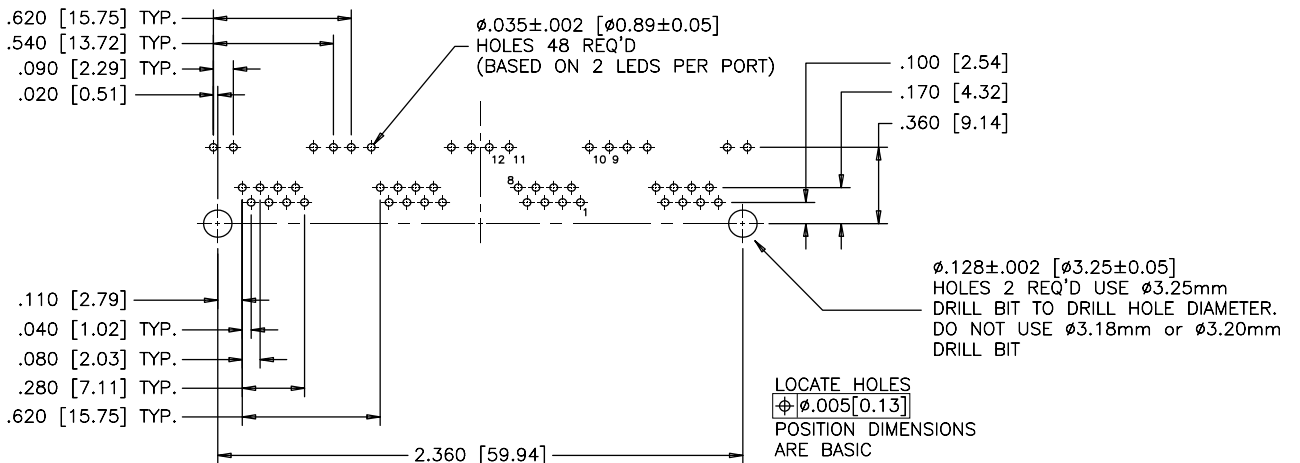 .620 [15.75] TYP.
.540 [13.72] TYP.
.090 [2.29] TYP.
.020 [0.51]
ø.035±.002 [ø0.89±0.05]
HOLES 48 REQ'D
(BASED ON 2 LEDS PER PORT)
.100 [2.54]
.170 [4.32]
.360 [9.14]
12 11
10 9
8
1
.110 [2.79]
.040 [1.02] TYP.
.080 [2.03] TYP.
.280 [7.11] TYP.
.620 [15.75] TYP.
2.360 [59.94]
ø.128±.002 [ø3.25±0.05]
HOLES 2 REQ'D USE ø3.25mm
DRILL BIT TO DRILL HOLE DIAMETER.
DO NOT USE ø3.18mm or ø3.20mm
DRILL BIT
LOCATE HOLES
⌖ ø.005[0.13]
POSITION DIMENSIONS
ARE BASIC